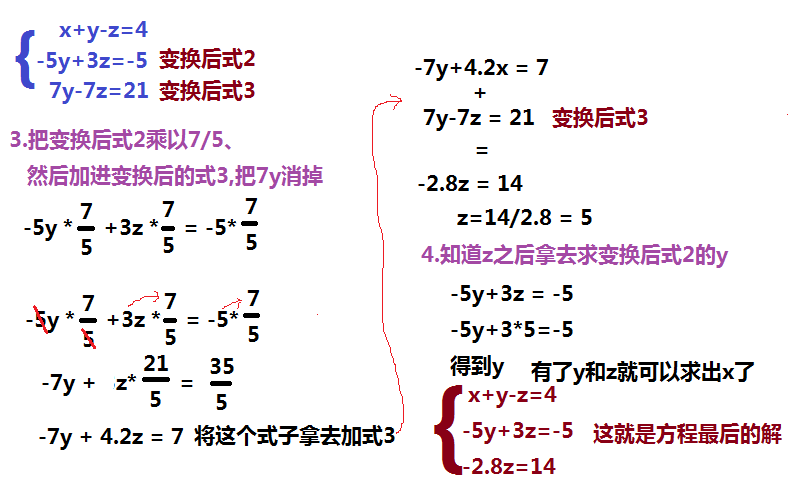 x+y-z=4
-5y+3z=-5 变换后式2
7y-7z=21 变换后式3
3.把变换后式2乘以7/5、
然后加进变换后的式3,把7y消掉
-5y * 7/5 +3z * 7/5 = -5* 7/5
-5y * 7/5 +3z * 7/5 = -5* 7/5
-7y + z* 21/5 = 35/5
-7y + 4.2z = 7 将这个式子拿去加式3
-7y+4.2x = 7
+
7y-7z = 21 变换后式3
=
-2.8z = 14
z=14/2.8 = 5
4.知道z之后拿去求变换后式2的y
-5y+3z = -5
-5y+3*5=-5
得到y 有了y和z就可以求出x了
x+y-z=4
-5y+3z=-5 这就是方程最后的解
-2.8z=14